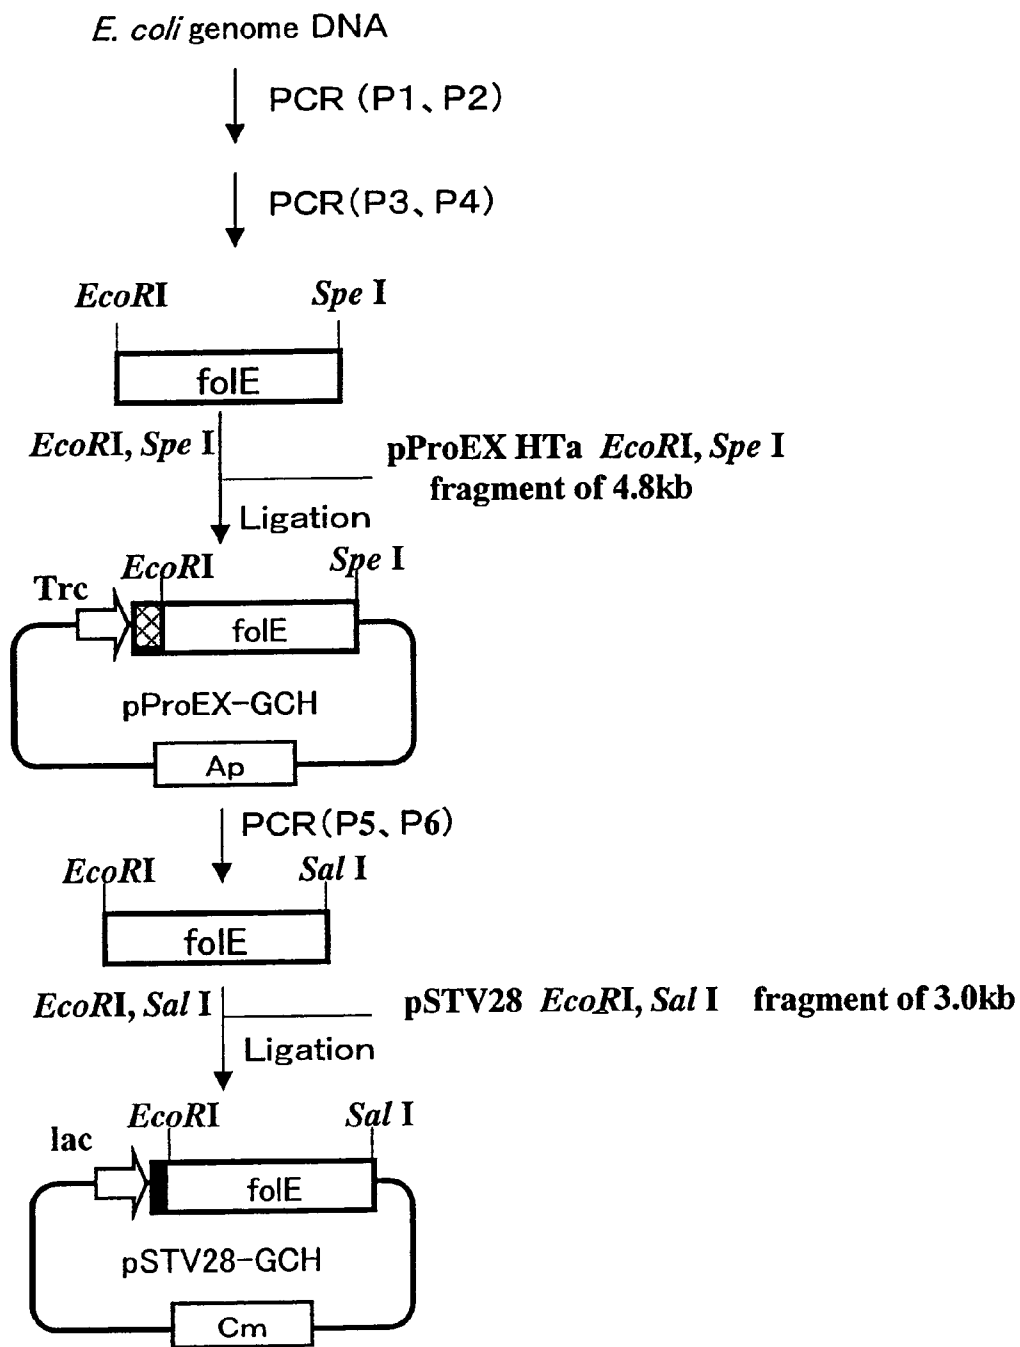 E. coli genome DNA
PCR (P1、P2)
PCR(P3、P4)
EcoRI Spe I
folE
EcoRI, Spe I
pProEX HTa EcoRI, Spe I
fragment of 4.8kb
Ligation
EcoRI Spe I
Trc
folE
pProEX-GCH
Ap
PCR(P5、P6)
EcoRI Sal I
folE
EcoRI, Sal I
pSTV28 EcoRI, Sal I fragment of 3.0kb
Ligation
EcoRI Sal I
lac
folE
pSTV28-GCH
Cm